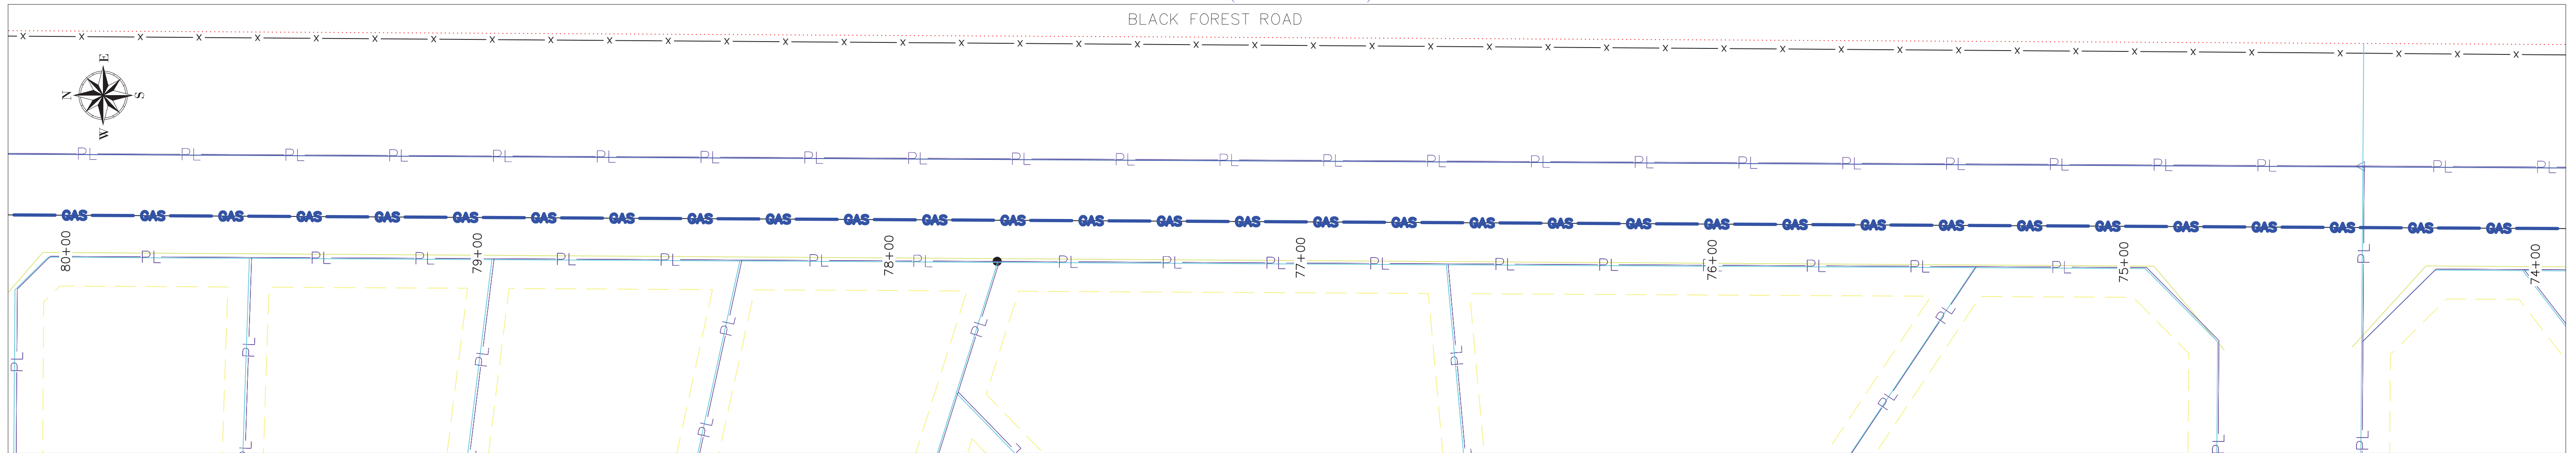 BLACK FOREST ROAD
x x x x x x x x x x x x x x x x x x x x x x x x x x x x x x x x x x x x x x x x x x x
E
N S
W
PL PL PL PL PL PL PL PL PL PL PL PL PL PL PL PL PL PL PL PL PL PL PL PL
GAS GAS GAS GAS GAS GAS GAS GAS GAS GAS GAS GAS GAS GAS GAS GAS GAS GAS GAS GAS GAS GAS GAS GAS GAS GAS GAS GAS GAS GAS GAS GAS
80+00 79+00 78+00 77+00 76+00 75+00 74+00
PL PL PL PL PL PL PL PL PL PL PL PL PL PL PL PL PL
PL PL PL PL PL PL PL PL
PL PL PL PL